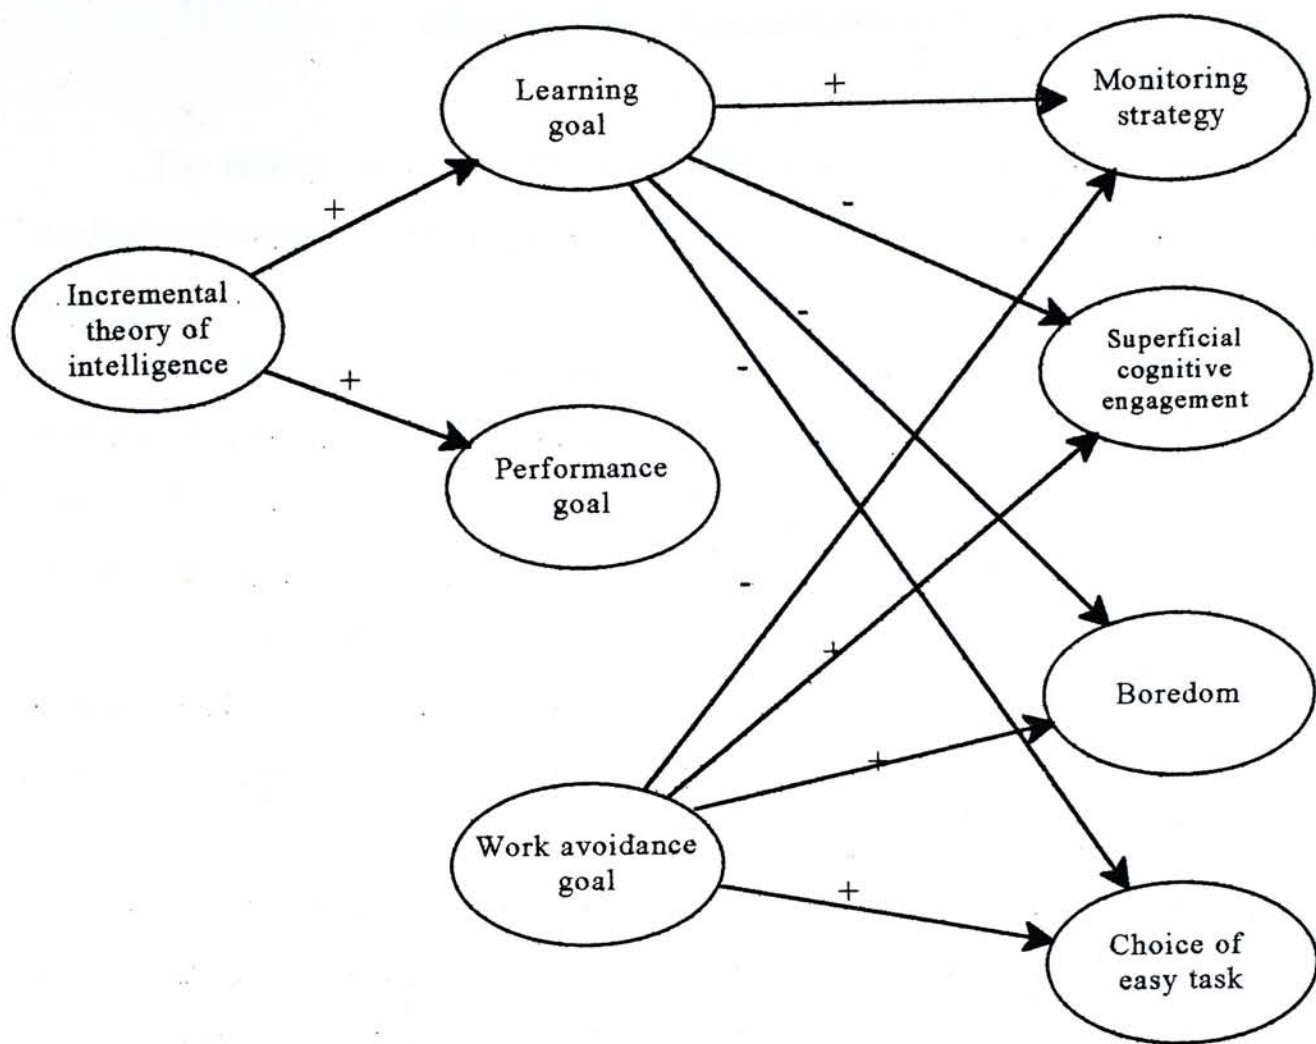 Learning
goal
Monitoring
strategy
Incremental
theory of
intelligence
Superficial
cognitive
engagement
Performance
goal
Boredom
Work avoidance
goal
Choice of
easy task
+
+
+
-
-
-
-
+
+
+